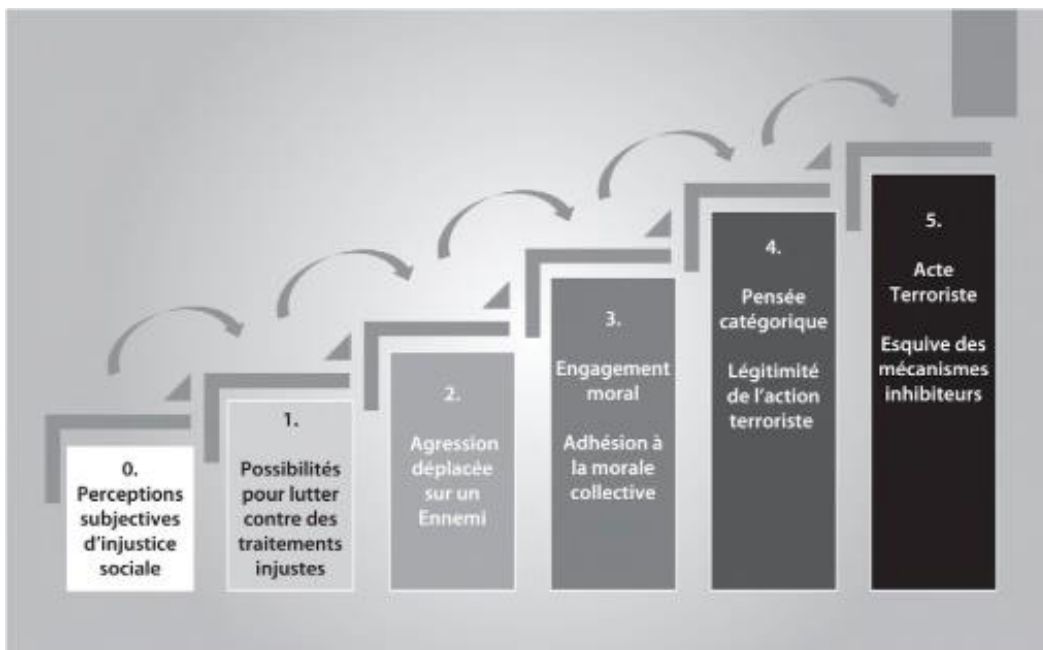 0.
Perceptions
subjectives
d'injustice
sociale
1.
Possibilités
pour lutter
contre des
traitements
injustes
2.
Agression
déplacée
sur un
Ennemi
3.
Engagement
moral
Adhésion à
la morale
collective
4.
Pensée
catégorique
Légitimité
de l'action
terroriste
5.
Acte
Terroriste
Esquive des
mécanismes
inhibiteurs